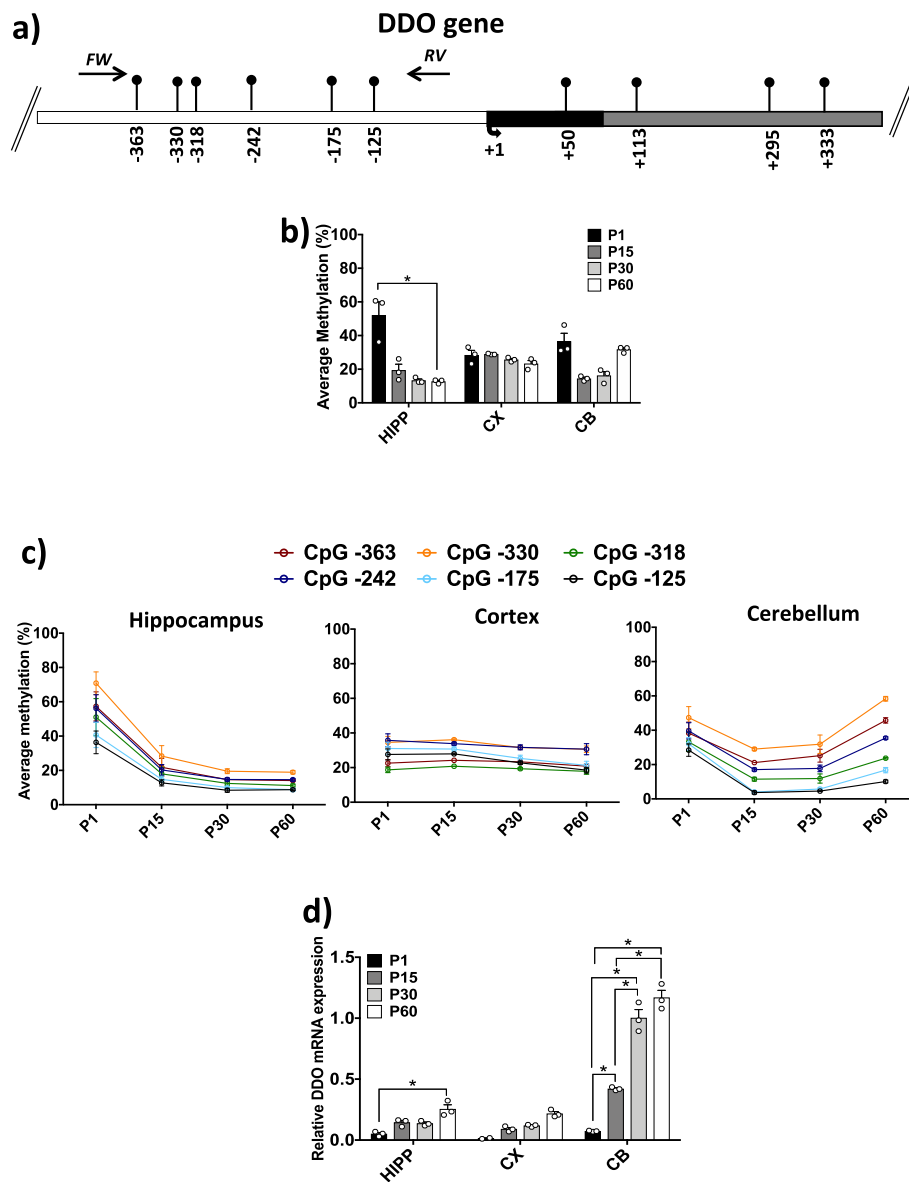 a)
DDO gene
FW
RV
-363
-330
-318
-242
-175
-125
+1
+50
+113
+295
+333
b)
Average Methylation (%)
100
80
60
40
20
0
*
P1
P15
P30
P60
HIPP
CX
CB
c)
CpG -363
CpG -330
CpG -318
CpG -242
CpG -175
CpG -125
Hippocampus
Cortex
Cerebellum
Average methylation (%)
100
80
60
40
20
0
P1
P15
P30
P60
100
80
60
40
20
0
P1
P15
P30
P60
100
80
60
40
20
0
P1
P15
P30
P60
d)
Relative DDO mRNA expression
1.5
1.0
0.5
0.0
P1
P15
P30
P60
*
*
*
*
*
*
HIPP
CX
CB